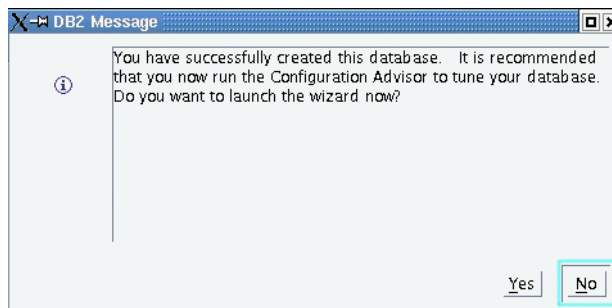 DB2 Message
You have successfully created this database. It is recommended
that you now run the Configuration Advisor to tune your database.
Do you want to launch the wizard now?
Yes No